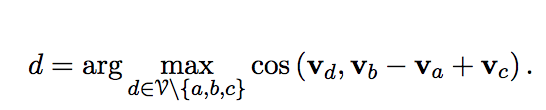 d = arg max_{d∈𝒱\{a,b,c}} cos (v_d, v_b − v_a + v_c) .